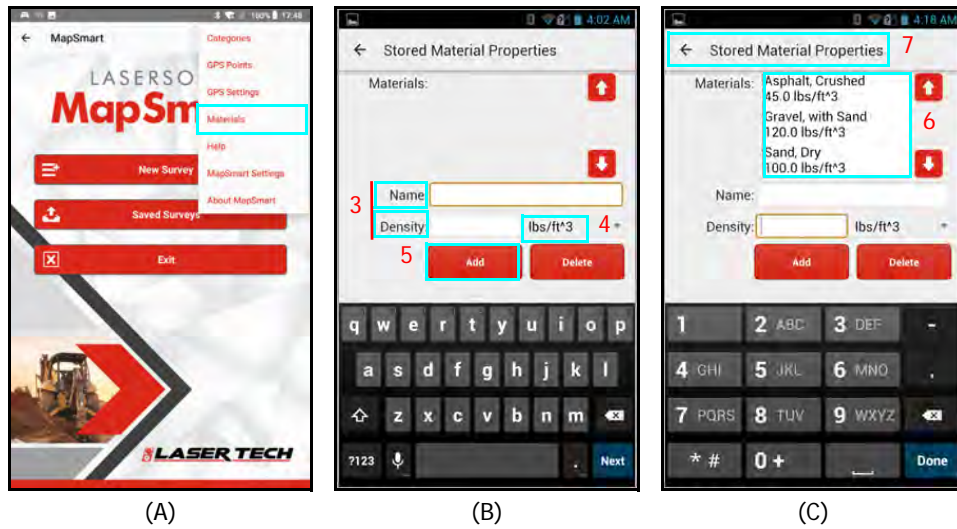 100% 17:48
← MapSmart
Categories
GPS Points
GPS Settings
Materials
Help
MapSmart Settings
About MapSmart
LASERSO
MapSm
New Survey
Saved Surveys
Exit
LASER TECH
(A)
4:02 AM
← Stored Material Properties
Materials:
3
Name
Density
lbs/ft^3 4
5
Add Delete
q w e r t y u i o p
a s d f g h j k l
z x c v b n m
?123 . Next
(B)
4:18 AM
← Stored Material Properties 7
Materials:
Asphalt, Crushed
45.0 lbs/ft^3
Gravel, with Sand
120.0 lbs/ft^3
Sand, Dry
100.0 lbs/ft^3
6
Name:
Density: lbs/ft^3
Add Delete
1 2 ABC 3 DEF -
4 GHI 5 JKL 6 MNO .
7 PQRS 8 TUV 9 WXYZ
* # 0 + Done
(C)